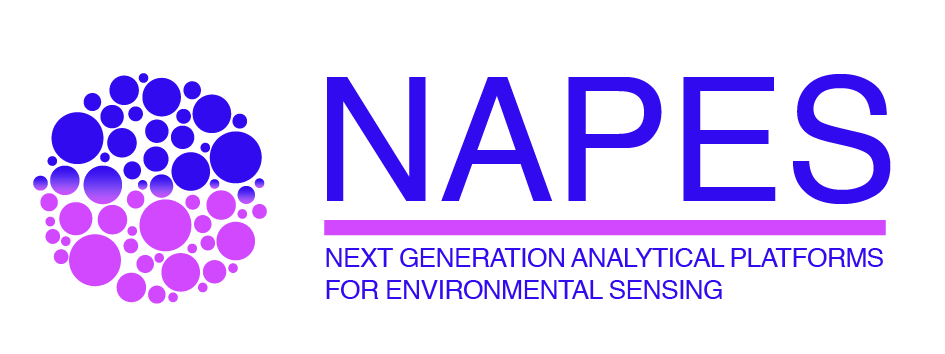 NAPES
NEXT GENERATION ANALYTICAL PLATFORMS
FOR ENVIRONMENTAL SENSING